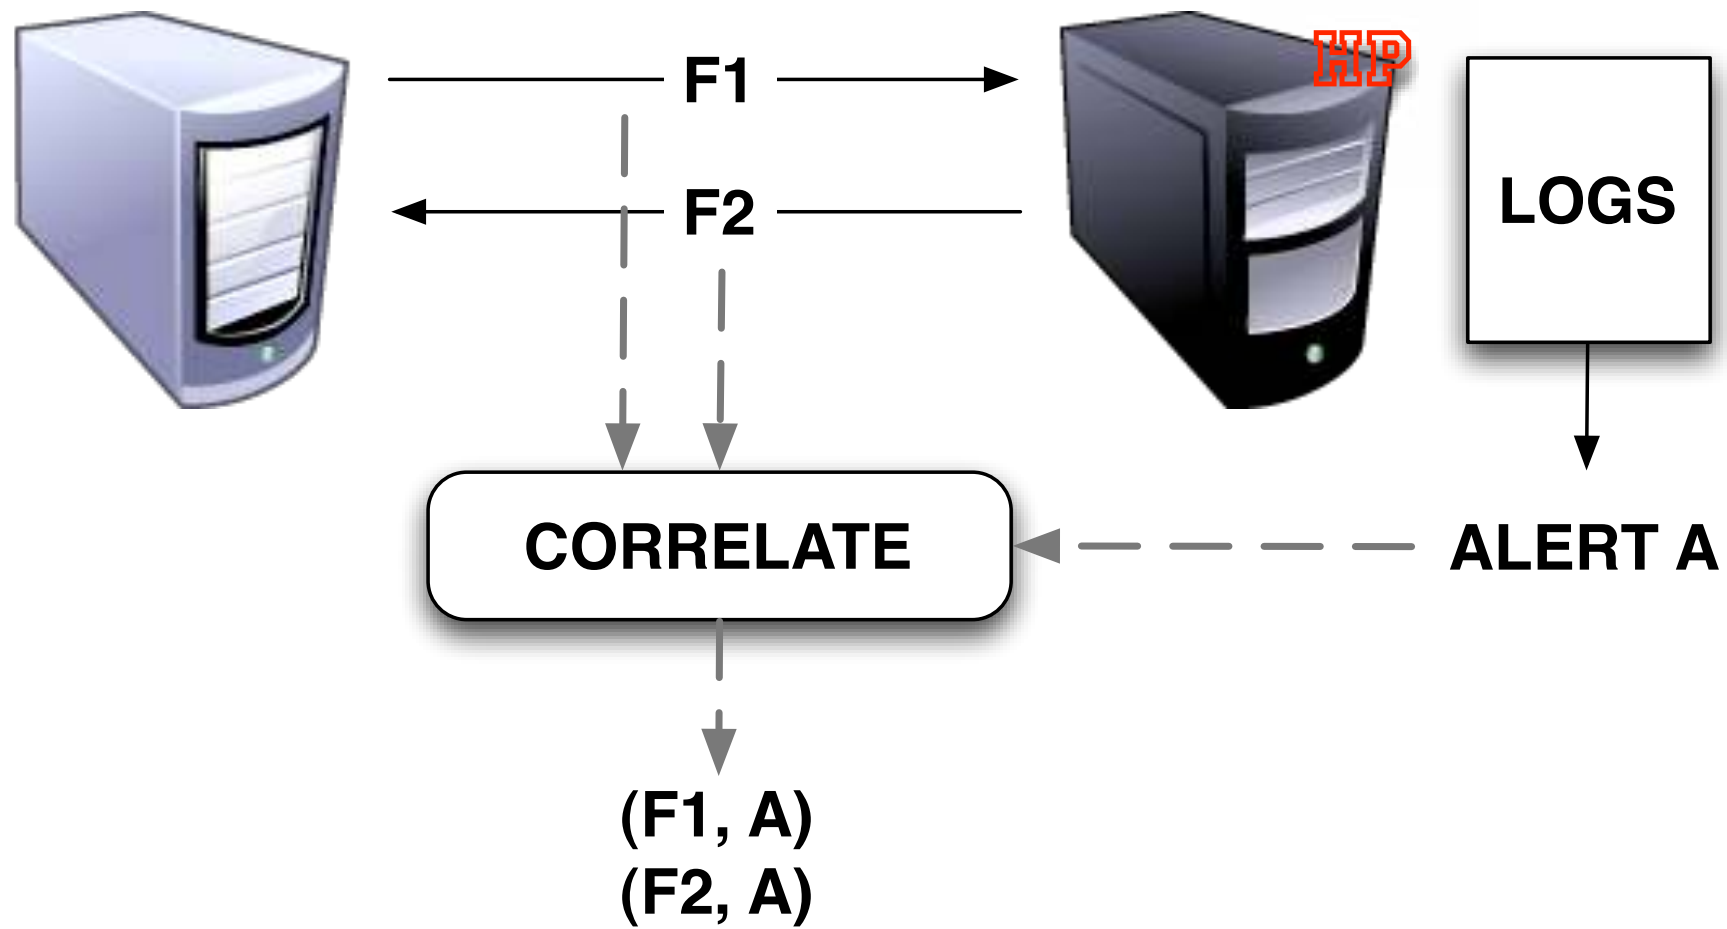 F1
HP
F2
LOGS
CORRELATE
ALERT A
(F1, A)
(F2, A)